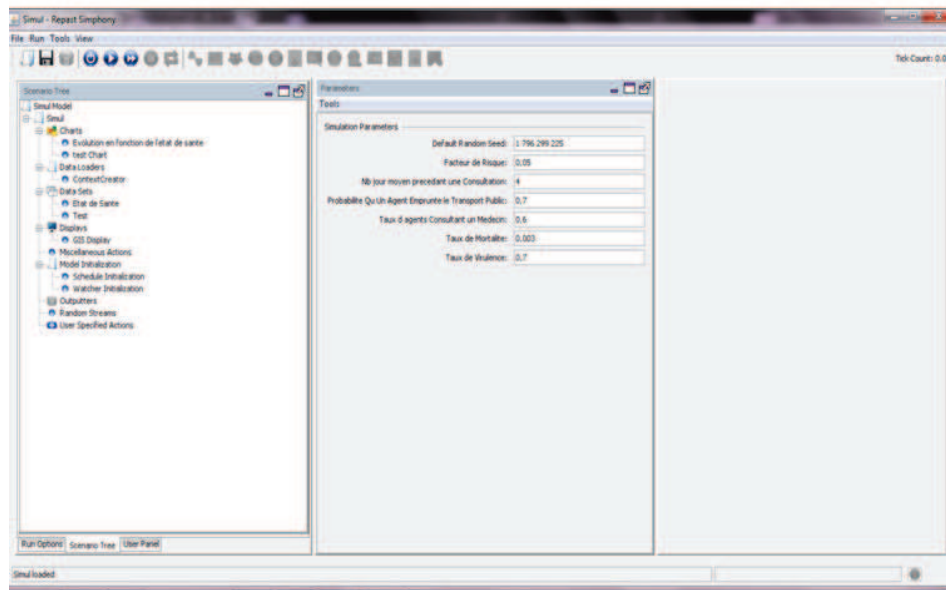 Simul - Repast Simphony
File Run Tools View
Tick Count: 0.0
Scenario Tree
Simul Model
Simul
Charts
Evolution en fonction de l'etat de sante
test Chart
Data Loaders
ContextCreator
Data Sets
Etat de Sante
Test
Displays
GIS Display
Miscellaneous Actions
Model Initialization
Schedule Initialization
Watcher Initialization
Outputters
Random Streams
User Specified Actions
Run Options Scenario Tree User Panel
Parameters
Tools
Simulation Parameters
Default Random Seed: 1 796 299 225
Facteur de Risque: 0,05
Nb jour moyen precedant une Consultation: 4
Probabilite Qu Un Agent Emprunte le Transport Public: 0,7
Taux d agents Consultant un Medecin: 0,6
Taux de Mortalite: 0,003
Taux de Virulence: 0,7
Simul loaded